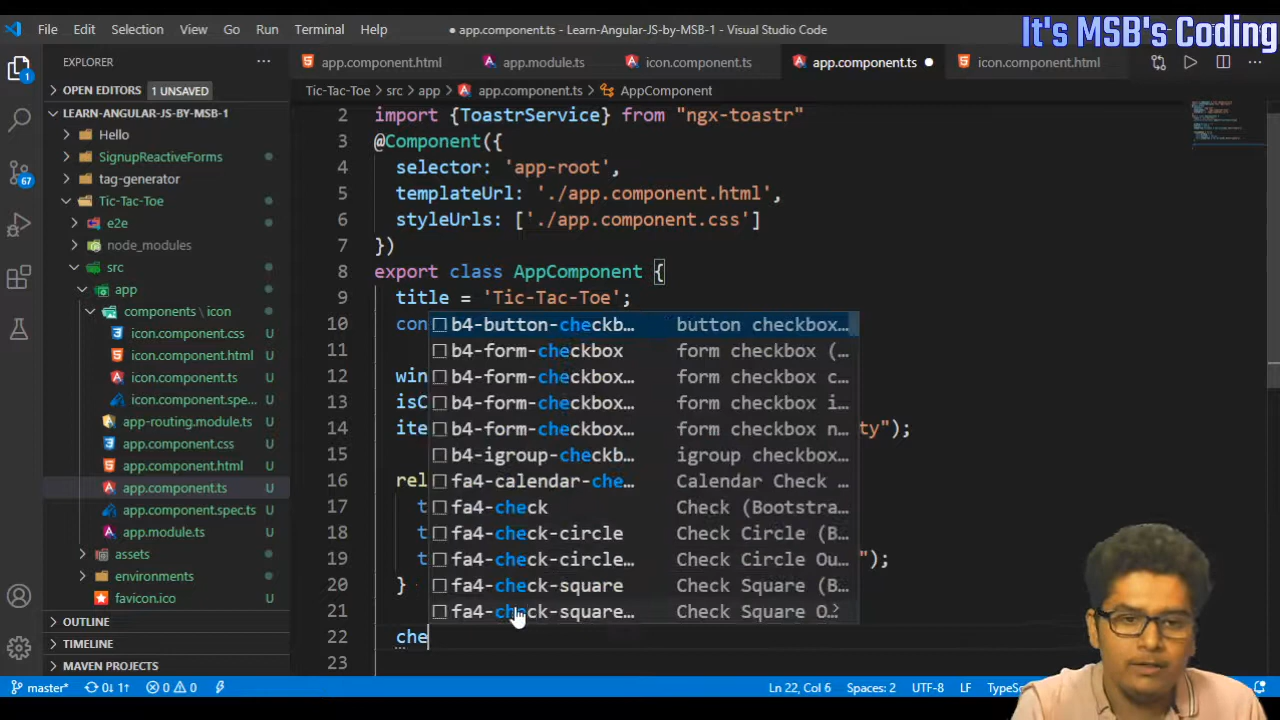 File Edit Selection View Go Run Terminal Help
● app.component.ts - Learn-Angular-JS-by-MSB-1 - Visual Studio Code
It's MSB's Coding
EXPLORER
OPEN EDITORS 1 UNSAVED
LEARN-ANGULAR-JS-BY-MSB-1
Hello
SignupReactiveForms
tag-generator
Tic-Tac-Toe
e2e
node_modules
src
app
components \ icon
icon.component.css U
icon.component.html U
icon.component.ts U
icon.component.spe... U
app-routing.module.ts U
app.component.css U
app.component.html U
app.component.ts U
app.component.spec.ts U
app.module.ts U
assets
environments
favicon.ico U
OUTLINE
TIMELINE
MAVEN PROJECTS
1
67
app.component.html app.module.ts icon.component.ts app.component.ts ● icon.component.html
Tic-Tac-Toe > src > app > app.component.ts > AppComponent
2 import {ToastrService} from "ngx-toastr"
3 @Component({
4 selector: 'app-root',
5 templateUrl: './app.component.html',
6 styleUrls: ['./app.component.css']
7 })
8 export class AppComponent {
9 title = 'Tic-Tac-Toe';
10 con
11
12 win
13 isC
14 ite ty");
15
16 rel
17 t
18 t
19 t ");
20 }
21
22 che
23
b4-button-checkb... button checkbox...
b4-form-checkbox form checkbox (...
b4-form-checkbox... form checkbox c...
b4-form-checkbox... form checkbox i...
b4-form-checkbox... form checkbox n...
b4-igroup-checkb... igroup checkbox...
fa4-calendar-che... Calendar Check ...
fa4-check Check (Bootstra...
fa4-check-circle Check Circle (B...
fa4-check-circle... Check Circle Ou...
fa4-check-square Check Square (B...
fa4-check-square... Check Square O...
master* 0↓ 1↑ 0 0 Ln 22, Col 6 Spaces: 2 UTF-8 LF TypeSc